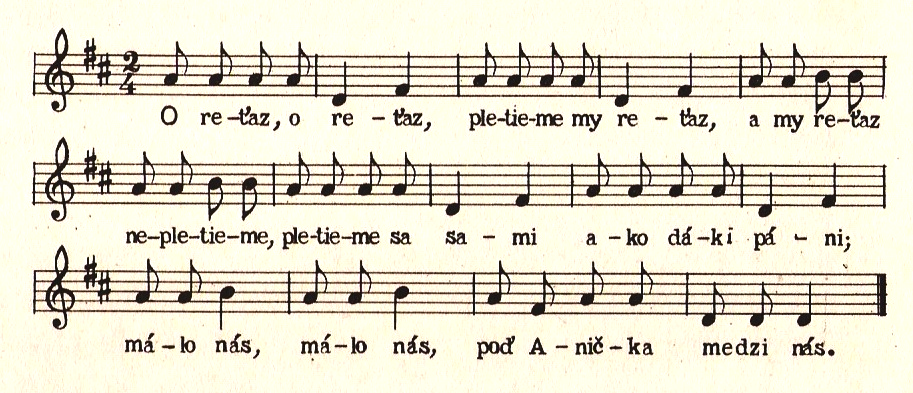 2
4
O re-ťaz, o re - ťaz, ple-tie-me my re - ťaz, a my re-ťaz
ne-ple-tie-me, ple-tie-me sa sa - mi a - ko dá-ki pá - ni;
má-lo nás, má-lo nás, poď A-nič-ka medzi nás.